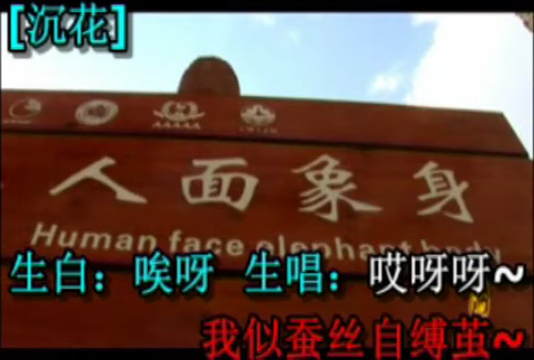 [沉花]
AAAAA
人面象身
Human face elephant body
生白：唉呀 生唱：哎呀呀~
我似蚕丝自缚茧~